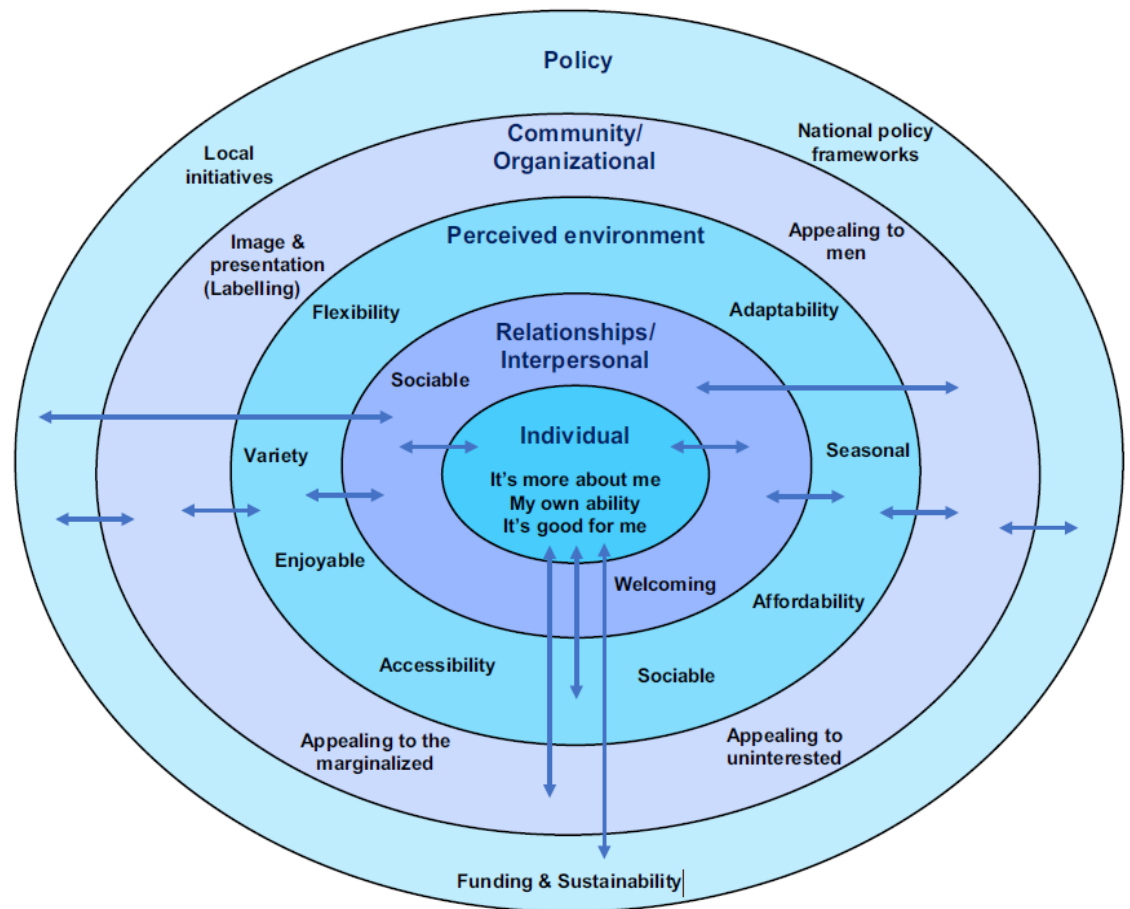 Policy
National policy
frameworks
Community/
Organizational
Local
initiatives
Appealing to
men
Image &
presentation
(Labelling)
Perceived environment
Flexibility
Adaptability
Relationships/
Interpersonal
Sociable
Individual
Variety
Seasonal
It’s more about me
My own ability
It’s good for me
Enjoyable
Welcoming
Affordability
Accessibility
Sociable
Appealing to the
marginalized
Appealing to
uninterested
Funding & Sustainability